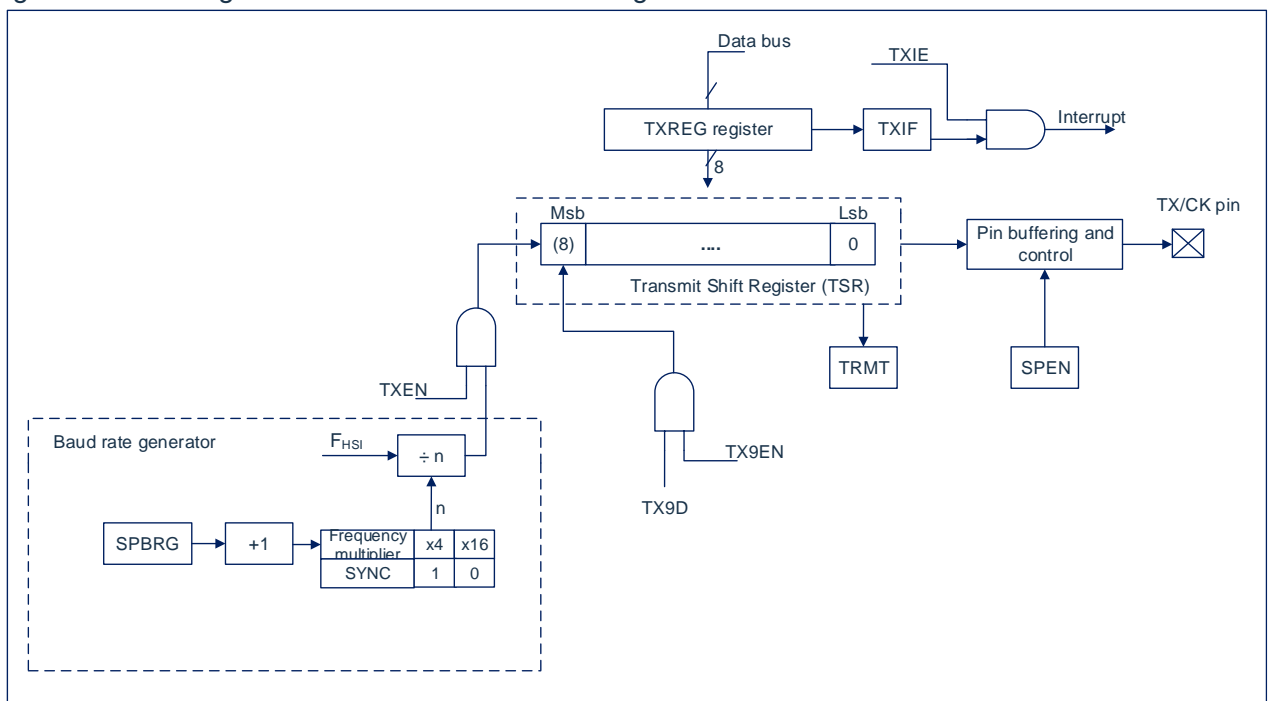 Data bus
TXIE
TXREG register
TXIF
Interrupt
8
Msb
Lsb
TX/CK pin
(8)
....
0
Pin buffering and
control
Transmit Shift Register (TSR)
TRMT
SPEN
TXEN
Baud rate generator
FHSI
÷ n
TX9EN
n
TX9D
SPBRG
+1
Frequency
multiplier
x4
x16
SYNC
1
0